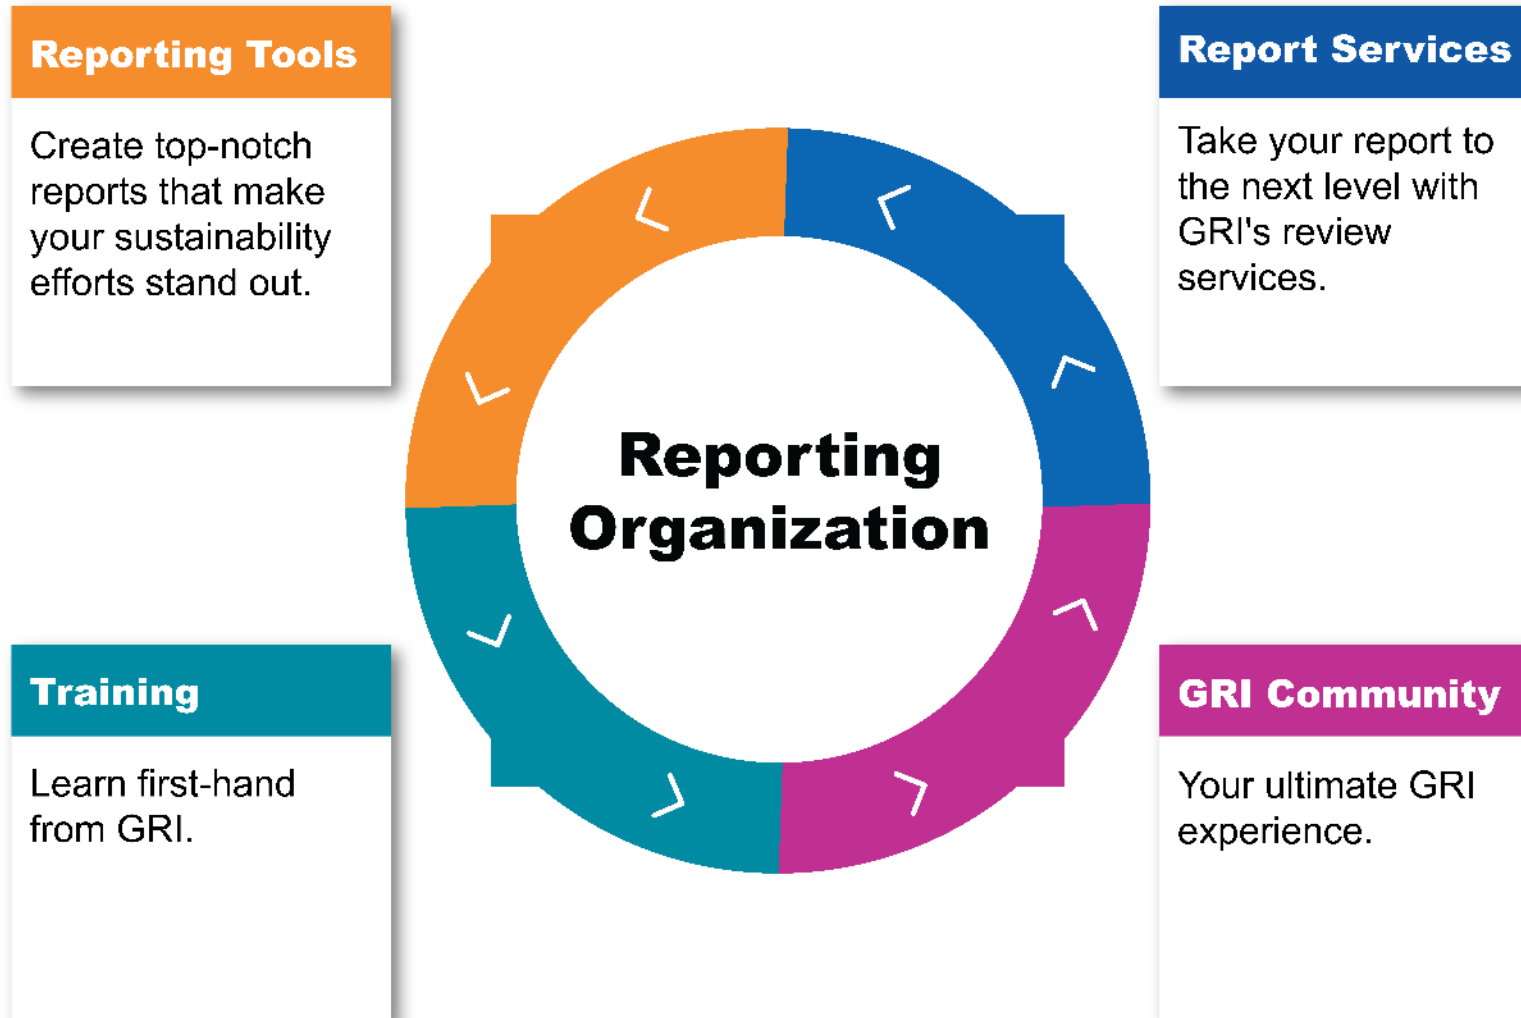 Reporting Tools
Create top-notch
reports that make
your sustainability
efforts stand out.
Report Services
Take your report to
the next level with
GRI's review
services.
Reporting
Organization
Training
Learn first-hand
from GRI.
GRI Community
Your ultimate GRI
experience.